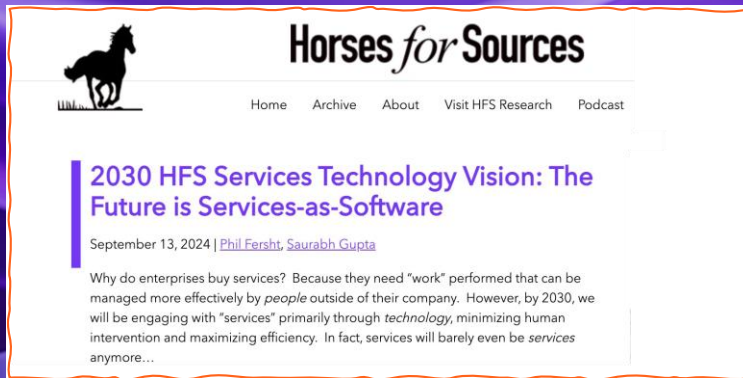 Horses for Sources
Home Archive About Visit HFS Research Podcast
2030 HFS Services Technology Vision: The
Future is Services-as-Software
September 13, 2024 | Phil Fersht, Saurabh Gupta
Why do enterprises buy services? Because they need “work” performed that can be
managed more effectively by people outside of their company. However, by 2030, we
will be engaging with “services” primarily through technology, minimizing human
intervention and maximizing efficiency. In fact, services will barely even be services
anymore…